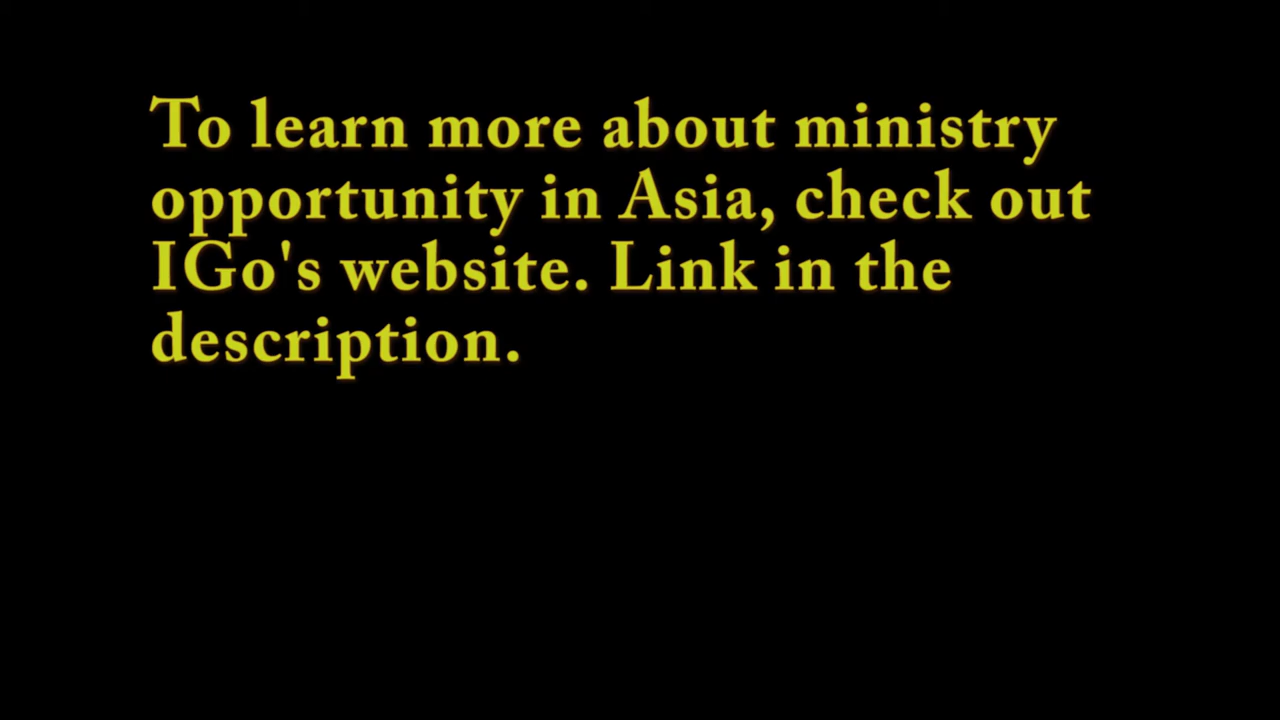 To learn more about ministry
opportunity in Asia, check out
IGo's website. Link in the
description.